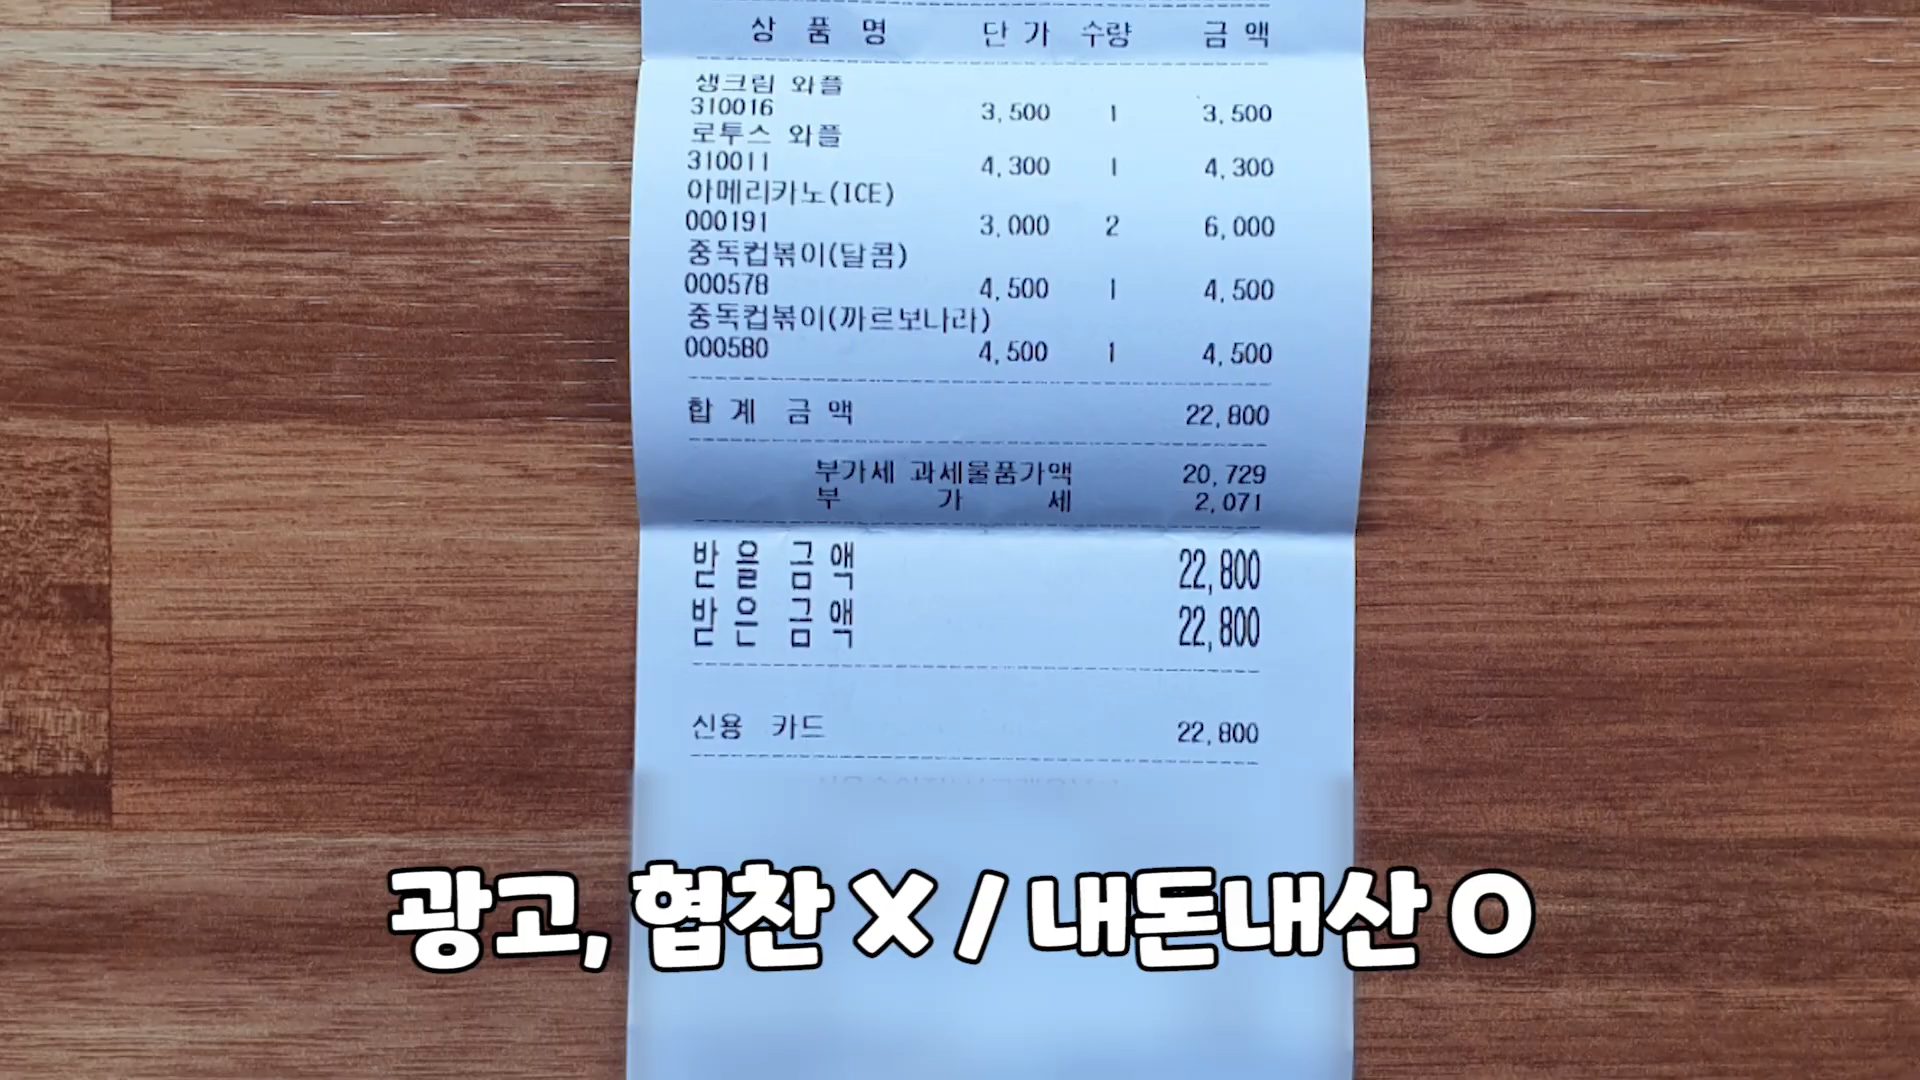 상 품 명 단 가 수량 금 액
생크림 와플
310016 3,500 1 3,500
로투스 와플
310011 4,300 1 4,300
아메리카노(ICE)
000191 3,000 2 6,000
중독컵볶이(달콤)
000578 4,500 1 4,500
중독컵볶이(까르보나라)
000580 4,500 1 4,500
합 계 금 액 22,800
부가세 과세물품가액 20,729
부 가 세 2,071
받 을 금 액 22,800
받 은 금 액 22,800
신용 카드 22,800
광고, 협찬 X / 내돈내산 O